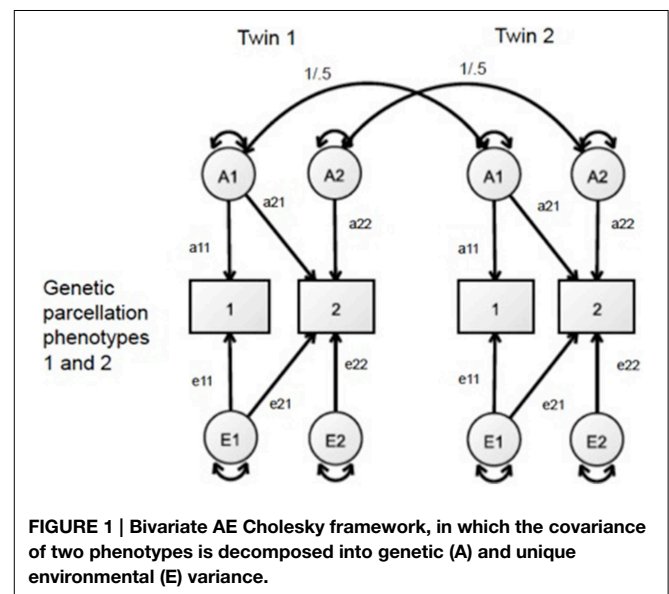 Twin 1 Twin 2
1/.5 1/.5
A1 A2 A1 A2
a21 a21
a11 a22 a11 a22
Genetic
parcellation
phenotypes
1 and 2
1 2 1 2
e11 e21 e22 e11 e21 e22
E1 E2 E1 E2
FIGURE 1 | Bivariate AE Cholesky framework, in which the covariance
of two phenotypes is decomposed into genetic (A) and unique
environmental (E) variance.